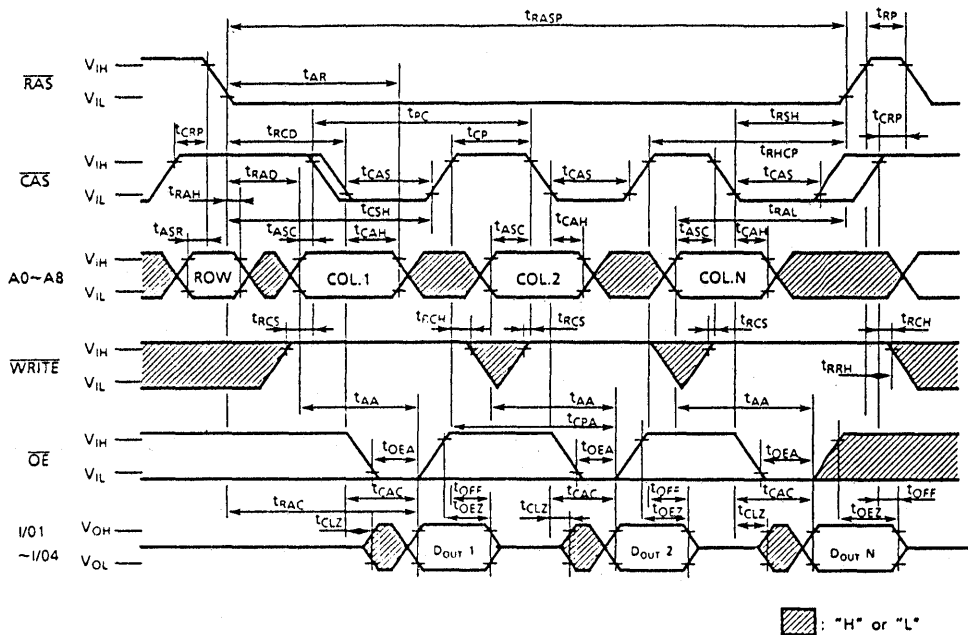 tRASP
tRP
tAR
RAS
VIH
VIL
tPC
tRSH
tCRP
tCRP
tRCD
tCP
tRHCP
CAS
VIH
VIL
tRAD
tCAS
tCAS
tCAS
tRAH
tCSH
tRAL
tASR
tASC
tCAH
tASC
tCAH
tASC
tCAH
A0~A8
VIH
VIL
ROW
COL.1
COL.2
COL.N
tRCS
tRCH
tRCS
tRCS
tRCH
WRITE
VIH
VIL
tRRH
tAA
tAA
tAA
tCPA
OE
VIH
VIL
tOEA
tOEA
tOEA
tRAC
tCAC
tOFF
tCAC
tOFF
tCAC
tOFF
tOEZ
tOEZ
tOEZ
tCLZ
tCLZ
tCLZ
I/01
~I/04
VOH
VOL
DOUT 1
DOUT 2
DOUT N
: "H" or "L"